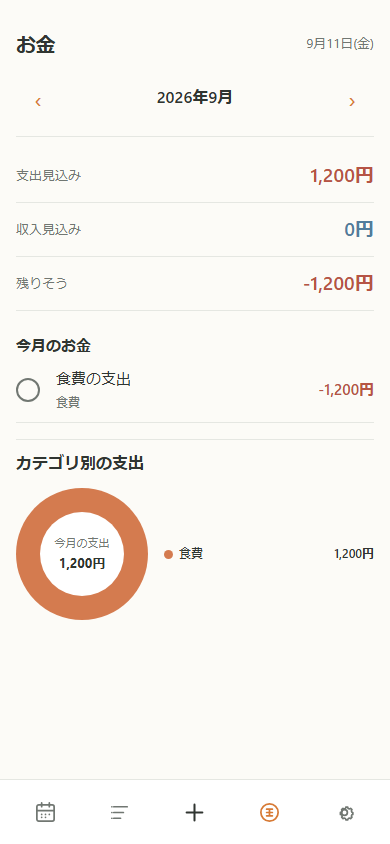 お金
9月11日(金)
‹ 2026年9月 ›
支出見込み 1,200円
収入見込み 0円
残りそう -1,200円
今月のお金
食費の支出
食費
-1,200円
カテゴリ別の支出
今月の支出
1,200円
食費 1,200円